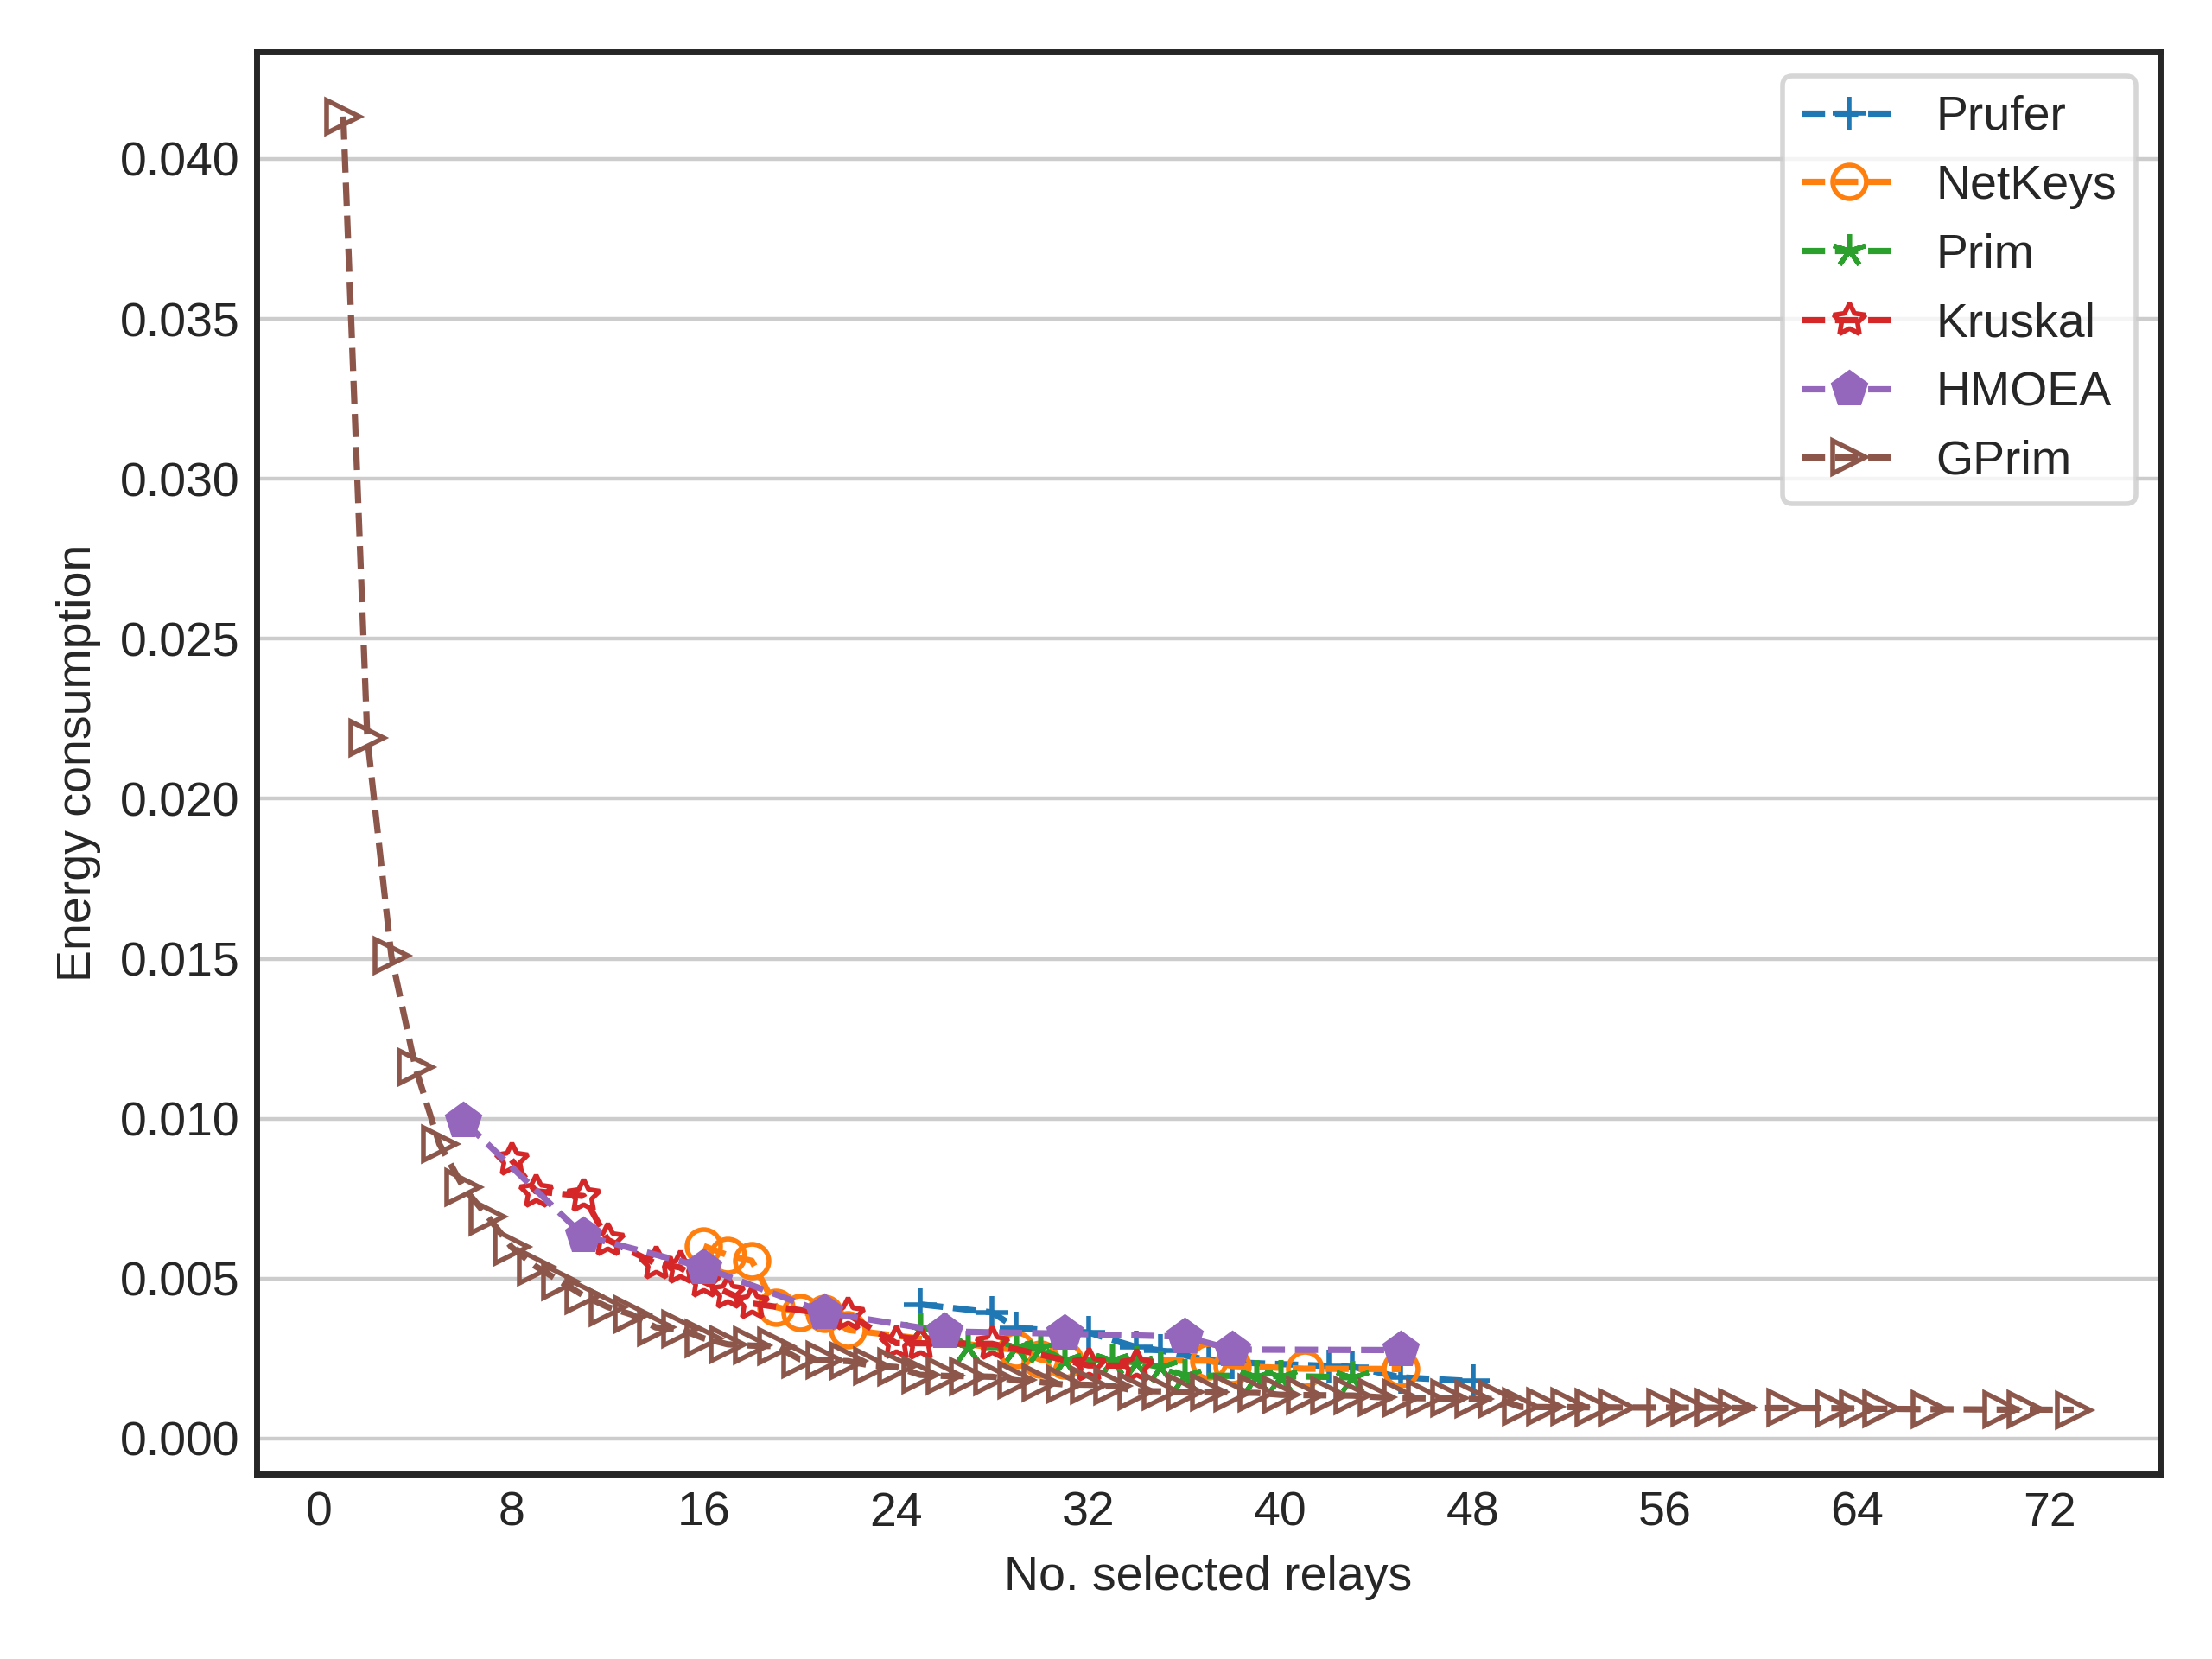 Prufer
NetKeys
Prim
Kruskal
HMOEA
GPrim
0.040
0.035
0.030
0.025
0.020
0.015
0.010
0.005
0.000
Energy consumption
0 8 16 24 32 40 48 56 64 72
No. selected relays